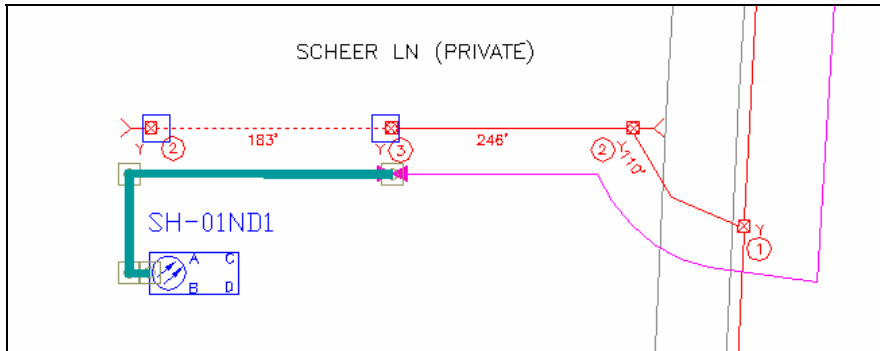 SCHEER LN (PRIVATE)
183' 246'
Y 2 Y 3 2 Y 110'
Y 1
SH-01ND1
A C
B D